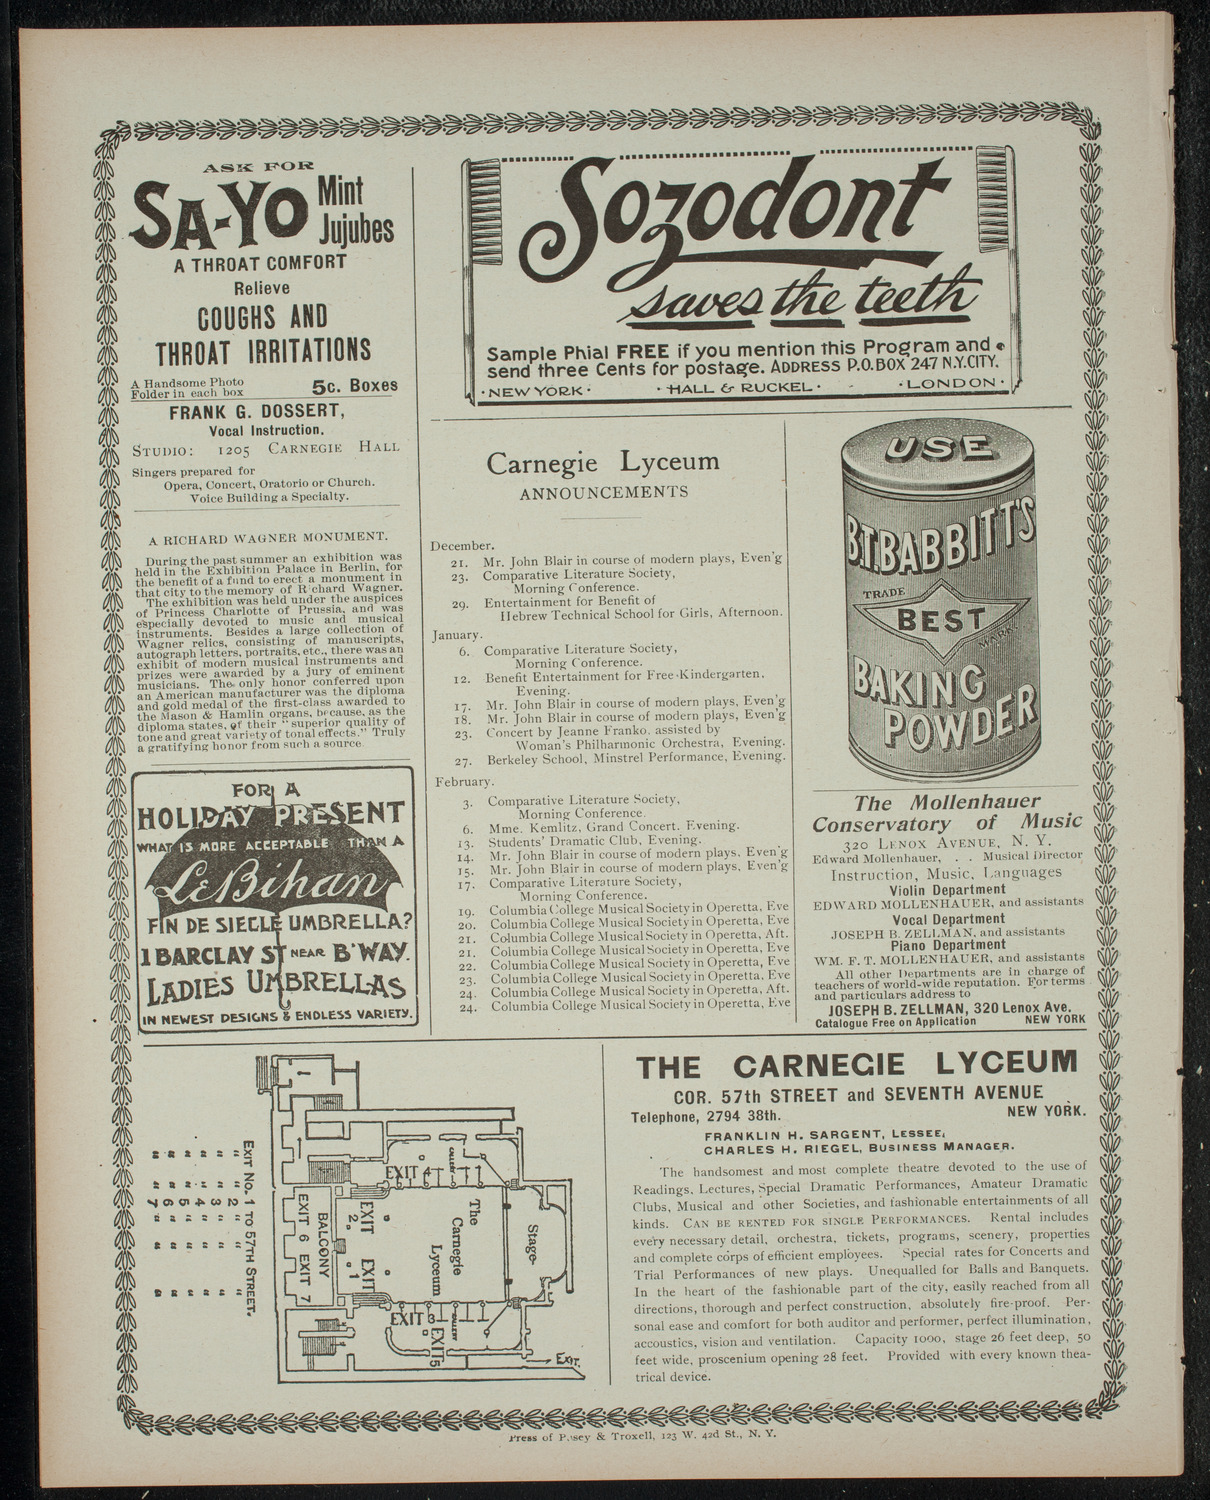 ASK FOR
SA-YO Mint
Jujubes
A THROAT COMFORT
Relieve
COUGHS AND
THROAT IRRITATIONS
A Handsome Photo
Folder in each box
5c. Boxes
FRANK G. DOSSERT,
Vocal Instruction.
STUDIO: 1205 CARNEGIE HALL
Singers prepared for
Opera, Concert, Oratorio or Church.
Voice Building a Specialty.
A RICHARD WAGNER MONUMENT.
During the past summer an exhibition was
held in the Exhibition Palace in Berlin, for
the benefit of a fund to erect a monument in
that city to the memory of R chard Wagner.
The exhibition was held under the auspices
of Princess Charlotte of Prussia, and was
especially devoted to music and musical
instruments. Besides a large collection of
Wagner relics, consisting of manuscripts,
autograph letters, portraits, etc., there was an
exhibit of modern musical instruments and
prizes were awarded by a jury of eminent
musicians. The only honor conferred upon
an American manufacturer was the diploma
and gold medal of the first-class awarded to
the Mason & Hamlin organs, because, as the
diploma states, of their "superior quality of
tone and great variety of tonal effects." Truly
a gratifying honor from such a source
FOR A
HOLIDAY PRESENT
WHAT IS MORE ACCEPTABLE THAN A
LeBihan
FIN DE SIECLE UMBRELLA?
1 BARCLAY ST NEAR B'WAY.
LADIES UMBRELLAS
IN NEWEST DESIGNS & ENDLESS VARIETY.
Sozodont
saves the teeth
Sample Phial FREE if you mention this Program and
send three Cents for postage. ADDRESS P.O. BOX 247 N.Y.CITY.
· NEW YORK · · HALL & RUCKEL · · LONDON ·
Carnegie Lyceum
ANNOUNCEMENTS
December.
21. Mr. John Blair in course of modern plays, Even'g
23. Comparative Literature Society,
Morning Conference.
29. Entertainment for Benefit of
Hebrew Technical School for Girls, Afternoon.
January.
6. Comparative Literature Society,
Morning Conference.
12. Benefit Entertainment for Free Kindergarten,
Evening.
17. Mr. John Blair in course of modern plays, Even'g
18. Mr. John Blair in course of modern plays, Even'g
23. Concert by Jeanne Franko, assisted by
Woman's Philharmonic Orchestra, Evening.
27. Berkeley School, Minstrel Performance, Evening.
February.
3. Comparative Literature Society,
Morning Conference.
6. Mme. Kemlitz, Grand Concert. Evening.
13. Students' Dramatic Club, Evening.
14. Mr. John Blair in course of modern plays, Even'g
15. Mr. John Blair in course of modern plays, Even'g
17. Comparative Literature Society,
Morning Conference.
19. Columbia College Musical Society in Operetta, Eve
20. Columbia College Musical Society in Operetta, Eve
21. Columbia College Musical Society in Operetta, Aft.
21. Columbia College Musical Society in Operetta, Eve
22. Columbia College Musical Society in Operetta, Eve
23. Columbia College Musical Society in Operetta, Eve
24. Columbia College Musical Society in Operetta, Aft.
24. Columbia College Musical Society in Operetta, Eve
USE
B.T. BABBITT'S
TRADE
BEST
MARK
BAKING
POWDER
The Mollenhauer
Conservatory of Music
320 LENOX AVENUE, N. Y.
Edward Mollenhauer, . . Musical Director
Instruction, Music, Languages
Violin Department
EDWARD MOLLENHAUER, and assistants
Vocal Department
JOSEPH B. ZELLMAN, and assistants
Piano Department
WM. F. T. MOLLENHAUER, and assistants
All other Departments are in charge of
teachers of world-wide reputation. For terms
and particulars address to
JOSEPH B. ZELLMAN, 320 Lenox Ave.
Catalogue Free on Application NEW YORK
EXIT NO. 1 TO 57TH STREET.
" " 2 " " "
" " 3 " " "
" " 4 " " "
" " 5 " " "
" " 6 " " "
" " 7 " " "
EXIT 4
GALLERY
EXIT 6 EXIT 7
BALCONY
EXIT 2
EXIT 1
The
Carnegie
Lyceum
Stage
EXIT 3
GALLERY
EXIT 5
EXIT.
THE CARNEGIE LYCEUM
COR. 57th STREET and SEVENTH AVENUE
Telephone, 2794 38th. NEW YORK.
FRANKLIN H. SARGENT, LESSEE,
CHARLES H. RIEGEL, BUSINESS MANAGER.
The handsomest and most complete theatre devoted to the use of
Readings, Lectures, Special Dramatic Performances, Amateur Dramatic
Clubs, Musical and other Societies, and fashionable entertainments of all
kinds. CAN BE RENTED FOR SINGLE PERFORMANCES. Rental includes
every necessary detail, orchestra, tickets, programs, scenery, properties
and complete corps of efficient employees. Special rates for Concerts and
Trial Performances of new plays. Unequalled for Balls and Banquets.
In the heart of the fashionable part of the city, easily reached from all
directions, thorough and perfect construction, absolutely fire-proof. Per-
sonal ease and comfort for both auditor and performer, perfect illumination,
accoustics, vision and ventilation. Capacity 1000, stage 26 feet deep, 50
feet wide, proscenium opening 28 feet. Provided with every known thea-
trical device.
Press of & Troxell, 123 W. 42d St., N. Y.